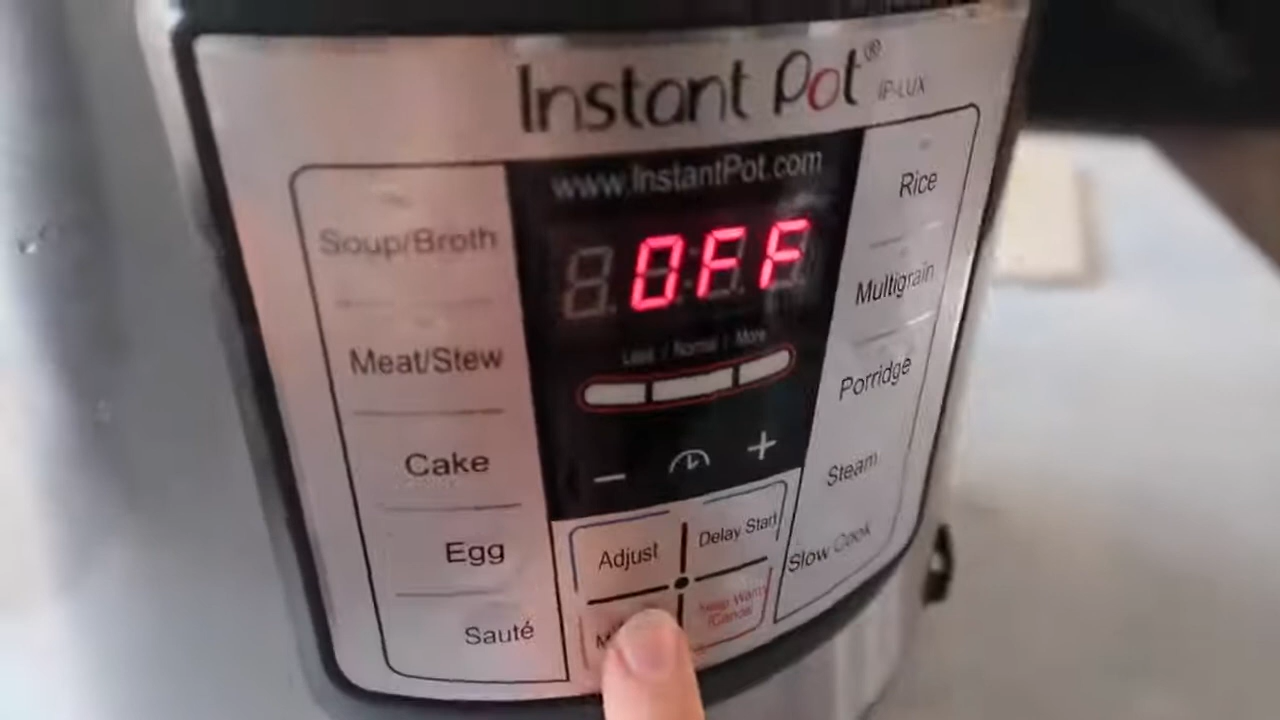 Instant Pot® IP-LUX
www.InstantPot.com
OFF
Less / Normal | More
− +
Soup/Broth
Meat/Stew
Cake
Egg
Sauté
Rice
Multigrain
Porridge
Steam
Slow Cook
Adjust
Delay Start
Keep Warm
/Cancel